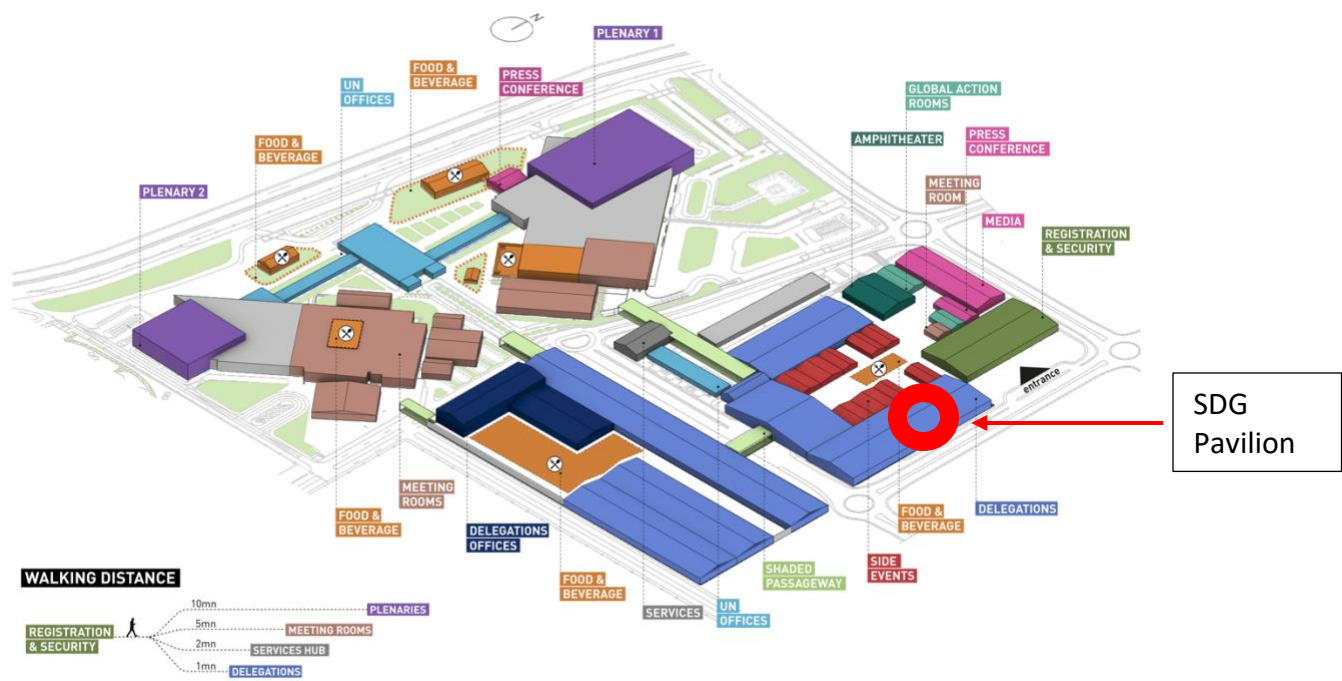 N
PLENARY 1
FOOD &
BEVERAGE
PRESS
CONFERENCE
UN
OFFICES
GLOBAL ACTION
ROOMS
FOOD &
BEVERAGE
AMPHITHEATER
PRESS
CONFERENCE
MEETING
ROOM
PLENARY 2
MEDIA
REGISTRATION
& SECURITY
entrance
SDG
Pavilion
MEETING
ROOMS
FOOD &
BEVERAGE
DELEGATIONS
OFFICES
FOOD &
BEVERAGE
DELEGATIONS
SIDE
EVENTS
SHADED
PASSAGEWAY
FOOD &
BEVERAGE
SERVICES
UN
OFFICES
WALKING DISTANCE
REGISTRATION
& SECURITY
10mn
PLENARIES
5mn
MEETING ROOMS
2mn
SERVICES HUB
1mn
DELEGATIONS